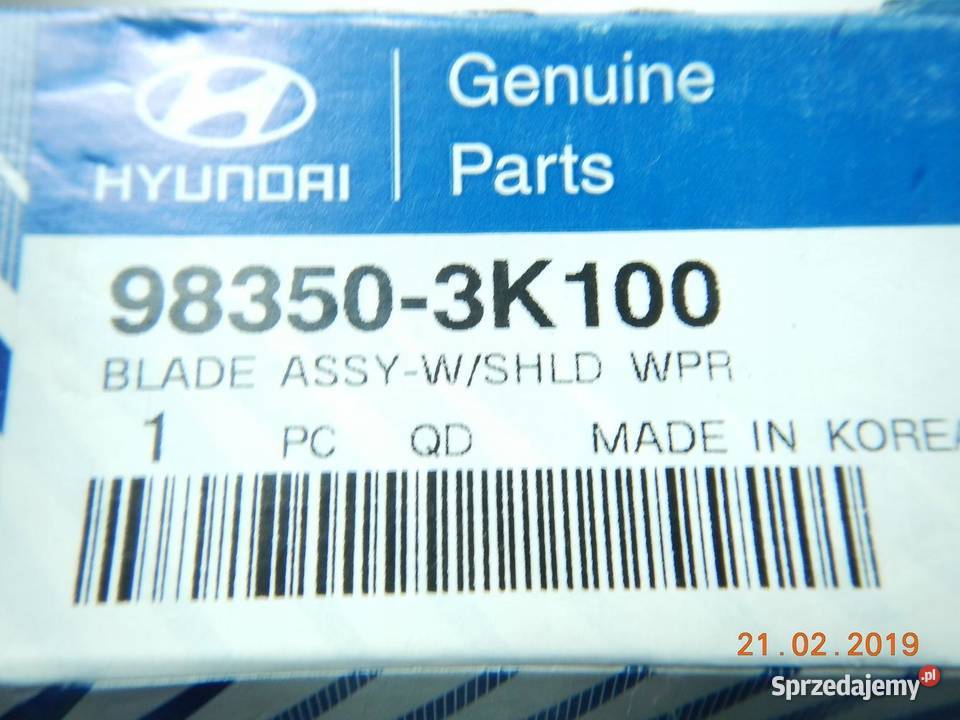 HYUNDAI
Genuine
Parts
98350-3K100
BLADE ASSY-W/SHLD WPR
1 PC QD MADE IN KOREA
21.02.2019
Sprzedajemy.pl